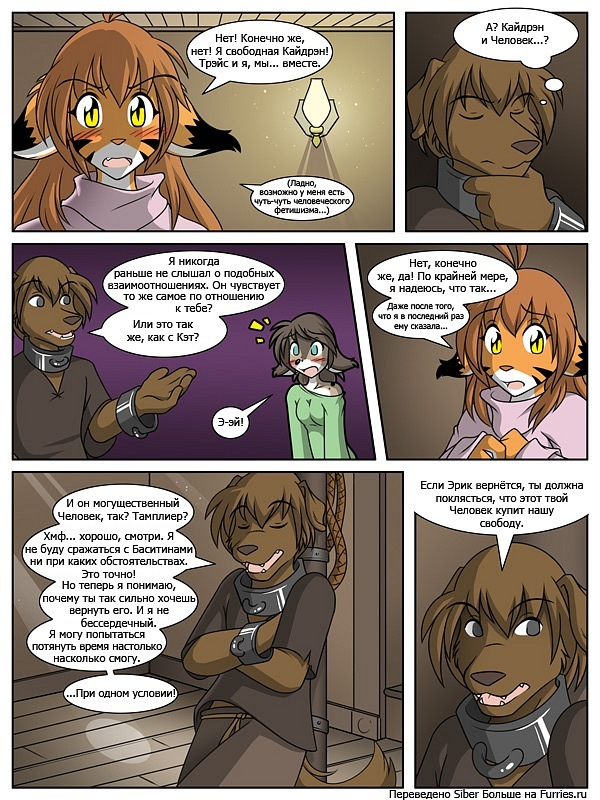 Нет! Конечно же,
нет! Я свободная Кайдрэн!
Трэйс и я, мы... вместе.
(Ладно,
возможно у меня есть
чуть-чуть человеческого
фетишизма...)
А? Кайдрэн
и Человек...?
Я никогда
раньше не слышал о подобных
взаимоотношениях. Он чувствует
то же самое по отношению
к тебе?
Или это так
же, как с Кэт?
Э-эй!
Нет, конечно
же, да! По крайней мере,
я надеюсь, что так...
Даже после того,
что я в последний раз
ему сказала...
И он могущественный
Человек, так? Тамплиер?
Хмф... хорошо, смотри. Я
не буду сражаться с Баситинами
ни при каких обстоятельствах.
Это точно!
Но теперь я понимаю,
почему ты так сильно хочешь
вернуть его. И я не
бессердечный.
Я могу попытаться
потянуть время настолько
насколько смогу.
...При одном условии!
Если Эрик вернётся, ты должна
поклясться, что этот твой
Человек купит нашу
свободу.
Переведено Siber Больше на Furries.ru